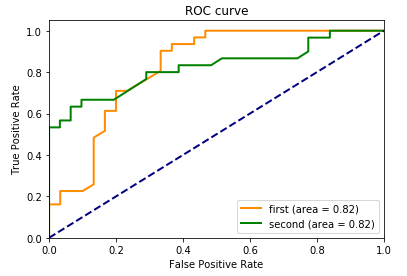 ROC curve
True Positive Rate
1.0
0.8
0.6
0.4
0.2
0.0
first (area = 0.82)
second (area = 0.82)
0.0 0.2 0.4 0.6 0.8 1.0
False Positive Rate